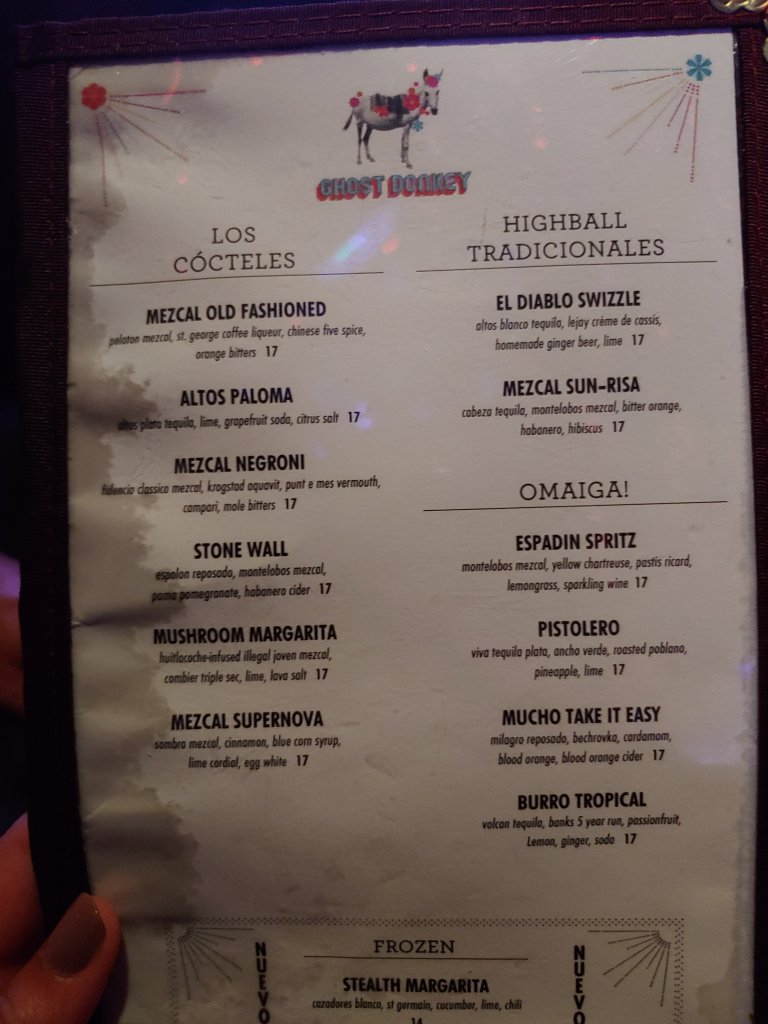 GHOST DONKEY
LOS
CÓCTELES
MEZCAL OLD FASHIONED
pelaton mezcal, st. george coffee liqueur, chinese five spice,
orange bitters 17
ALTOS PALOMA
altos plata tequila, lime, grapefruit soda, citrus salt 17
MEZCAL NEGRONI
fidencio classico mezcal, krogstad aquavit, punt e mes vermouth,
campari, mole bitters 17
STONE WALL
espolon reposado, montelobos mezcal,
pama pomegranate, habanero cider 17
MUSHROOM MARGARITA
huitlacoche-infused illegal joven mezcal,
combier triple sec, lime, lava salt 17
MEZCAL SUPERNOVA
sombra mezcal, cinnamon, blue corn syrup,
lime cordial, egg white 17
HIGHBALL
TRADICIONALES
EL DIABLO SWIZZLE
altos blanco tequila, lejay crème de cassis,
homemade ginger beer, lime 17
MEZCAL SUN-RISA
cabeza tequila, montelobos mezcal, bitter orange,
habanero, hibiscus 17
OMAIGA!
ESPADIN SPRITZ
montelobos mezcal, yellow chartreuse, pastis ricard,
lemongrass, sparkling wine 17
PISTOLERO
viva tequila plata, ancho verde, roasted poblano,
pineapple, lime 17
MUCHO TAKE IT EASY
milagro reposado, bechrovka, cardamom,
blood orange, blood orange cider 17
BURRO TROPICAL
volcan tequila, banks 5 year run, passionfruit,
Lemon, ginger, soda 17
NUEVO
FROZEN
STEALTH MARGARITA
cazadores blanco, st germain, cucumber, lime, chili
14
NUEVO